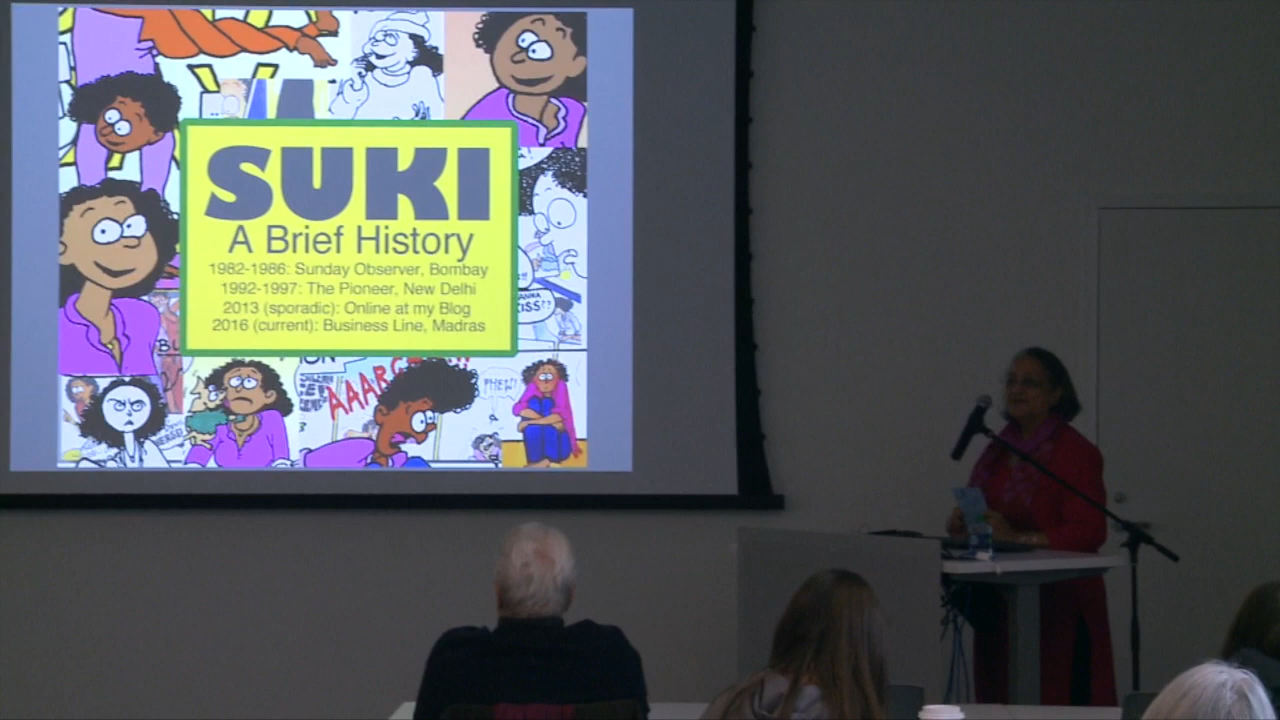 SUKI
A Brief History
1982-1986: Sunday Observer, Bombay
1992-1997: The Pioneer, New Delhi
2013 (sporadic): Online at my Blog
2016 (current): Business Line, Madras
PHEW!